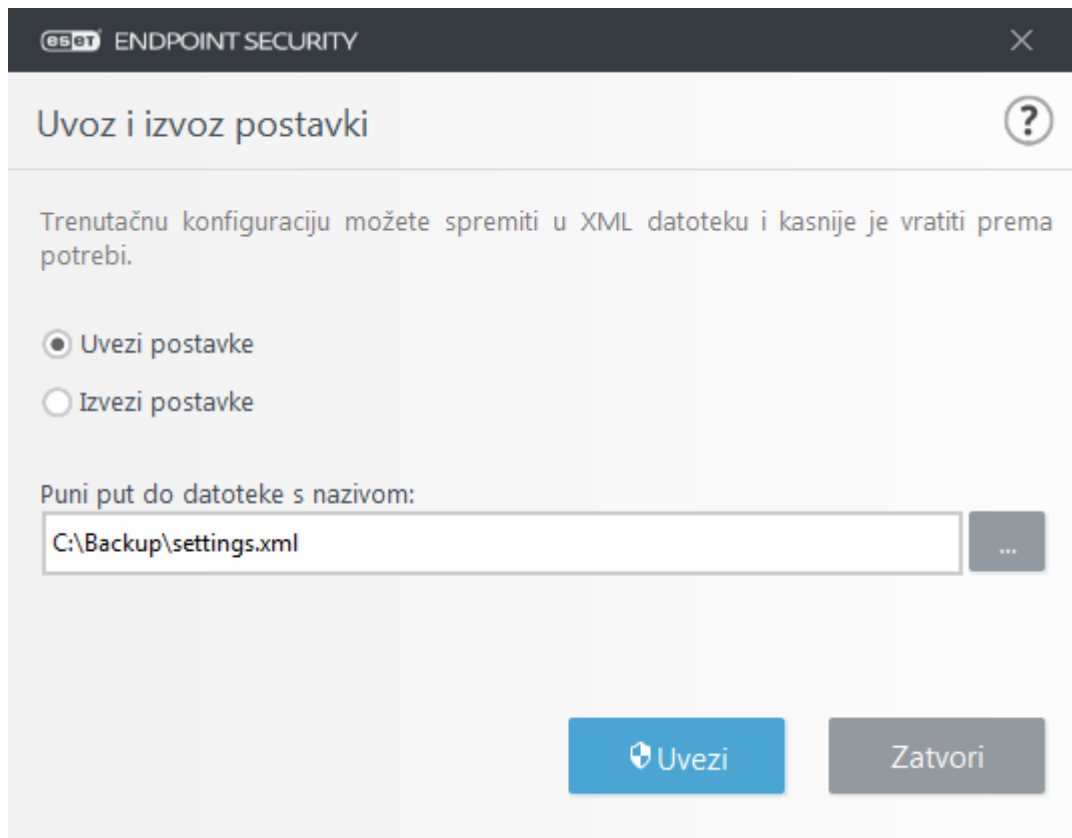 eseT ENDPOINT SECURITY
Uvoz i izvoz postavki
?
Trenutačnu konfiguraciju možete spremiti u XML datoteku i kasnije je vratiti prema
potrebi.
Uvezi postavke
Izvezi postavke
Puni put do datoteke s nazivom:
C:\Backup\settings.xml
...
Uvezi
Zatvori